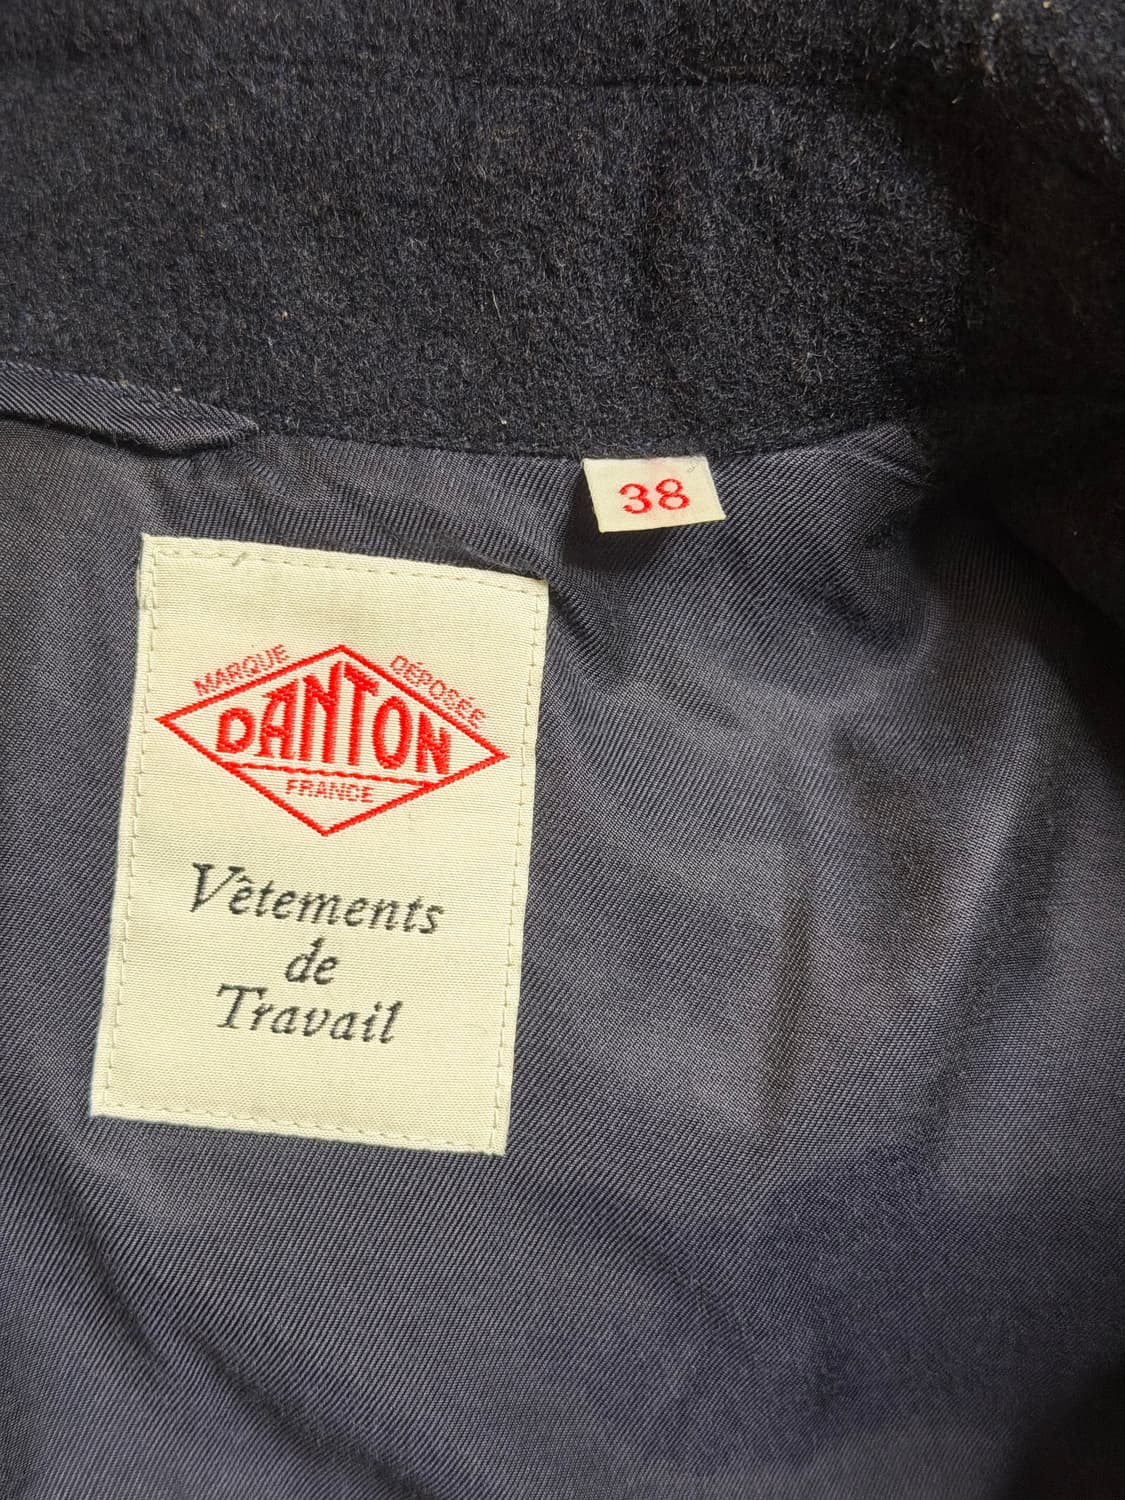 38
MARQUE DÉPOSÉE
DANTON
FRANCE
Vêtements
de
Travail